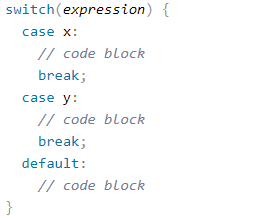 switch(expression) {
  case x:
    // code block
    break;
  case y:
    // code block
    break;
  default:
    // code block
}